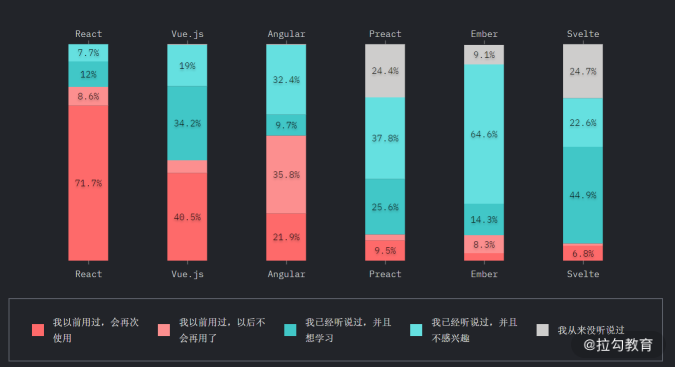 React Vue.js Angular Preact Ember Svelte
7.7% 19% 32.4% 24.4% 9.1% 24.7%
12% 34.2% 9.7% 37.8% 64.6% 22.6%
8.6% 40.5% 35.8% 25.6% 14.3% 44.9%
71.7% 21.9% 9.5% 8.3% 6.8%
React Vue.js Angular Preact Ember Svelte
我以前用过，会再次使用
我以前用过，以后不会再用了
我已经听说过，并且想学习
我已经听说过，并且不感兴趣
我从来没听说过
@拉勾教育